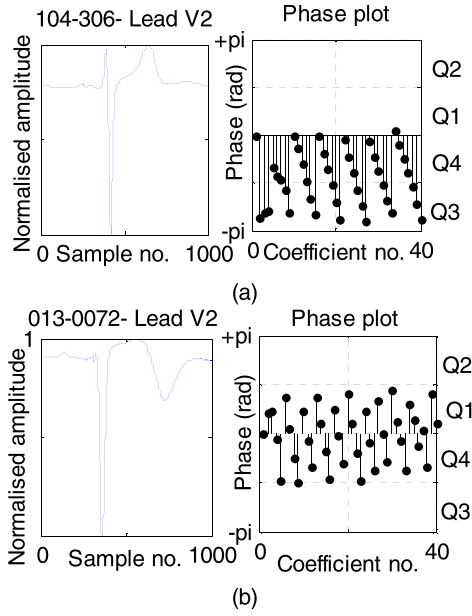 104-306- Lead V2
Phase plot
Normalised amplitude
0 Sample no. 1000
+pi
Phase (rad)
-pi
0 Coefficient no. 40
Q2
Q1
Q4
Q3
(a)
013-0072- Lead V2
Phase plot
1
Normalised amplitude
0 Sample no. 1000
+pi
Phase (rad)
-pi
0 Coefficient no. 40
Q2
Q1
Q4
Q3
(b)